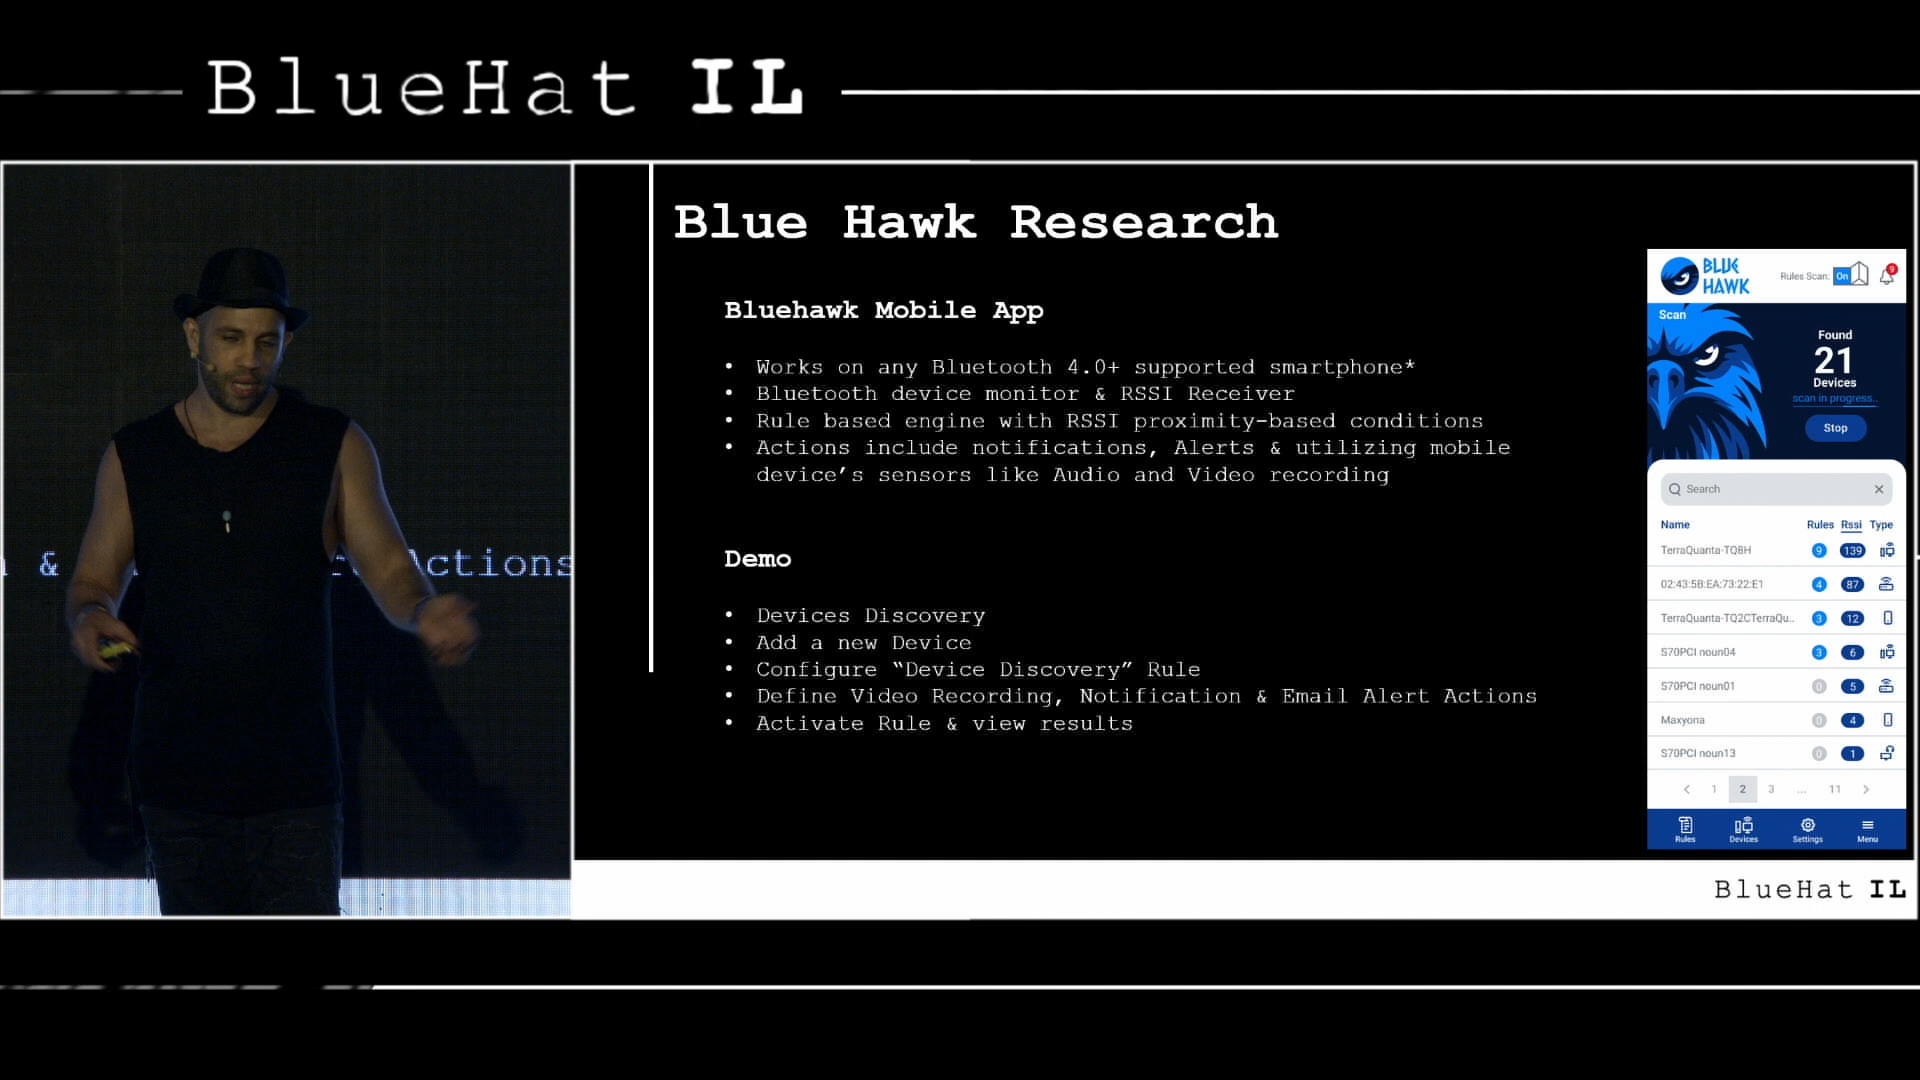 BlueHat IL
& Actions
Blue Hawk Research
Bluehawk Mobile App
• Works on any Bluetooth 4.0+ supported smartphone*
• Bluetooth device monitor & RSSI Receiver
• Rule based engine with RSSI proximity-based conditions
• Actions include notifications, Alerts & utilizing mobile
device’s sensors like Audio and Video recording
Demo
• Devices Discovery
• Add a new Device
• Configure “Device Discovery” Rule
• Define Video Recording, Notification & Email Alert Actions
• Activate Rule & view results
BLUE
HAWK
Rules Scan: On
9
Scan
Found
21
Devices
scan in progress..
Stop
Search
Name Rules Rssi Type
TerraQuanta-TQ8H 9 139
02:43:5B:EA:73:22:E1 4 87
TerraQuanta-TQ2CTerraQu.. 3 12
S70PCI noun04 3 6
S70PCI noun01 0 5
Maxyona 0 4
S70PCI noun13 0 1
< 1 2 3 ... 11 >
Rules Devices Settings Menu
BlueHat IL